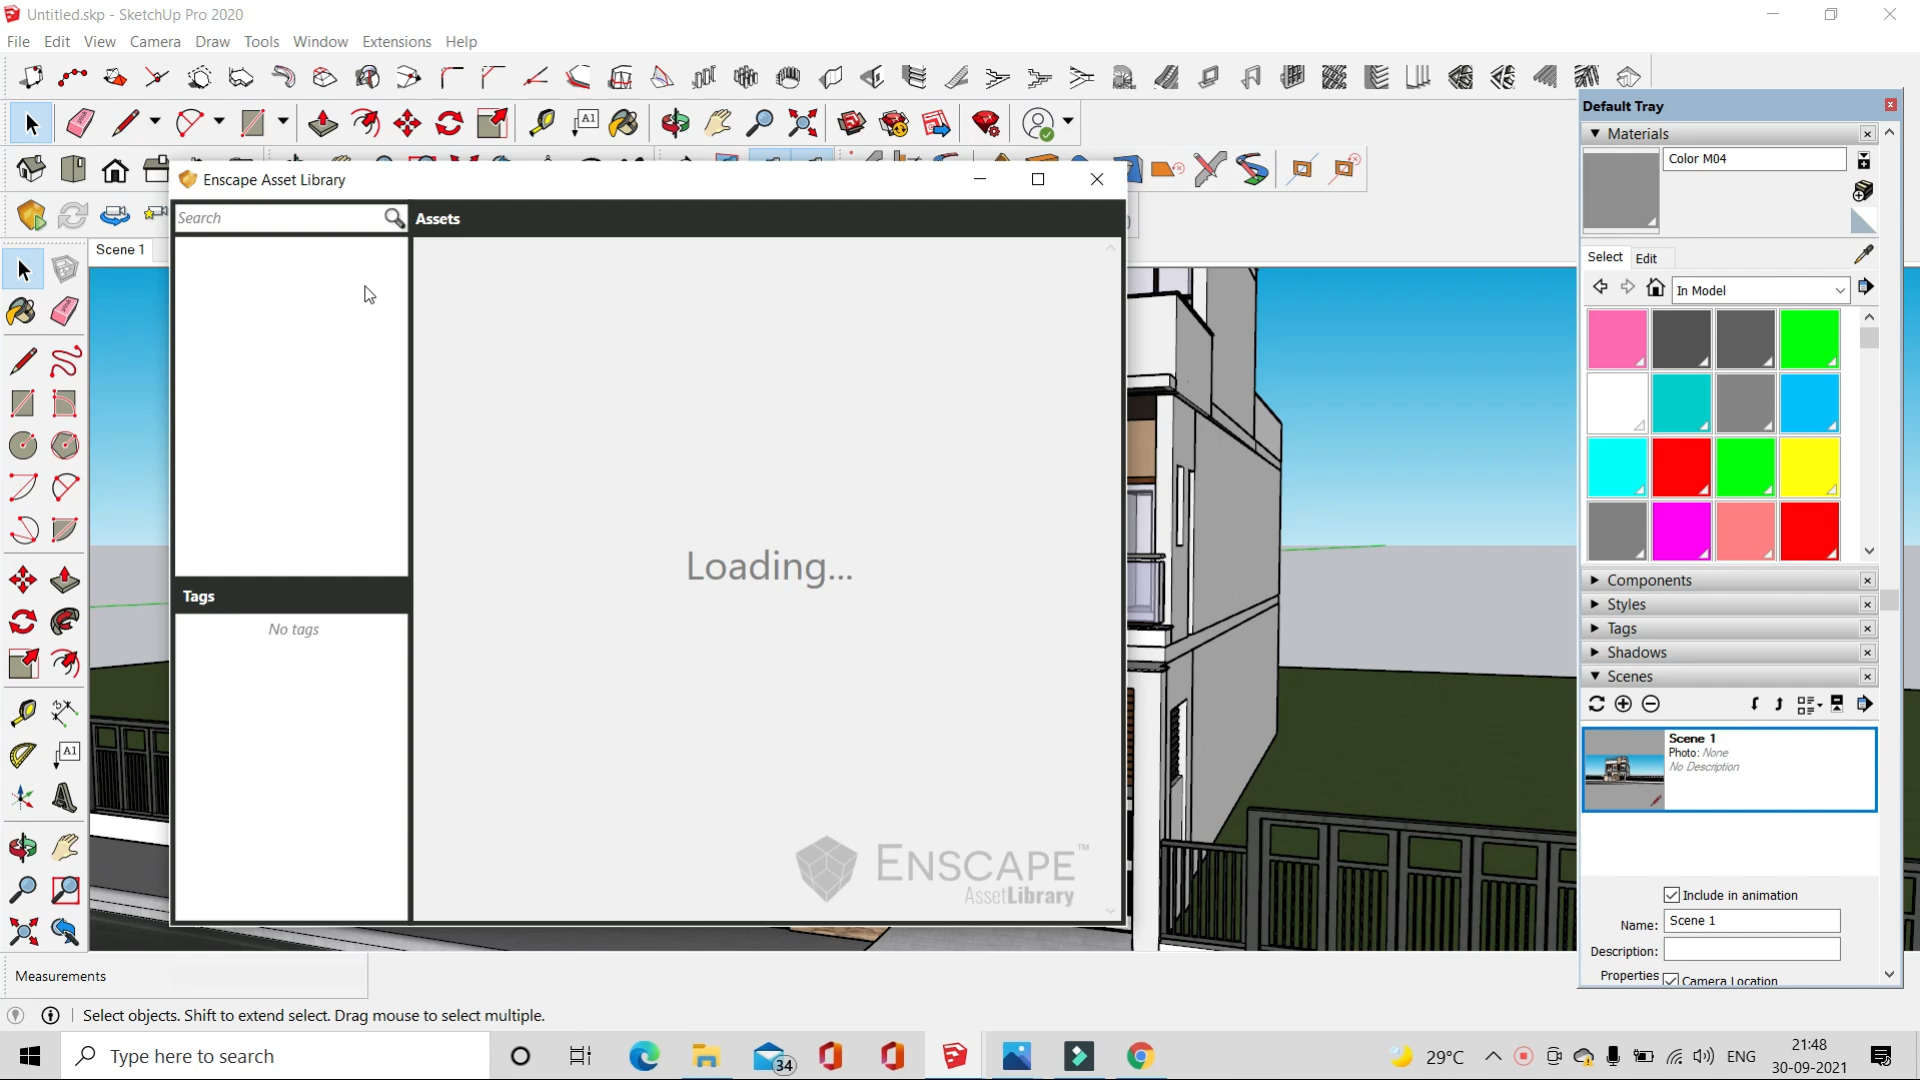 Untitled.skp - SketchUp Pro 2020
File Edit View Camera Draw Tools Window Extensions Help
Default Tray
Materials
Color M04
Enscape Asset Library
Search
Assets
Scene 1
Select Edit
In Model
Loading...
Tags
No tags
ENSCAPE™
AssetLibrary
Components
Styles
Tags
Shadows
Scenes
Scene 1
Photo: None
No Description
Include in animation
Name: Scene 1
Description:
Properties Camera Location
Measurements
Select objects. Shift to extend select. Drag mouse to select multiple.
Type here to search
34
29°C
ENG
21:48
30-09-2021